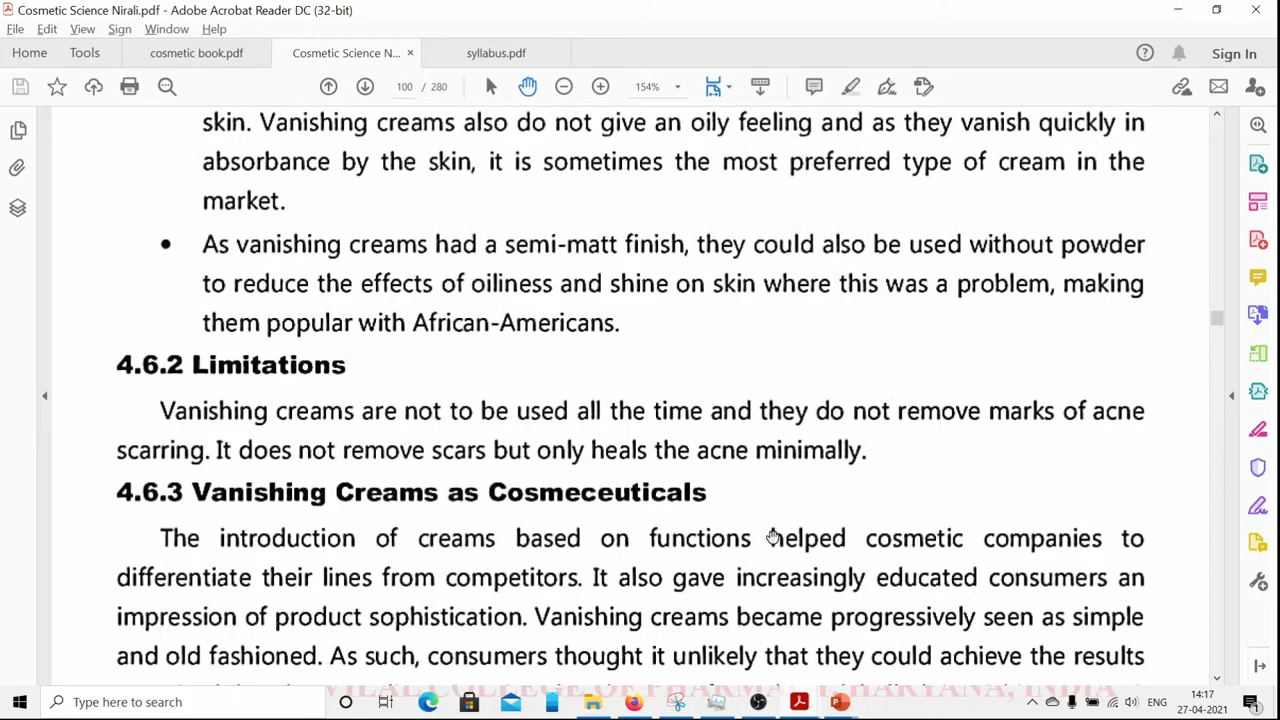 Cosmetic Science Nirali.pdf - Adobe Acrobat Reader DC (32-bit)
File Edit View Sign Window Help
Home Tools cosmetic book.pdf Cosmetic Science N... × syllabus.pdf Sign In
100 / 280 154%
skin. Vanishing creams also do not give an oily feeling and as they vanish quickly in
absorbance by the skin, it is sometimes the most preferred type of cream in the
market.
• As vanishing creams had a semi-matt finish, they could also be used without powder
to reduce the effects of oiliness and shine on skin where this was a problem, making
them popular with African-Americans.
4.6.2 Limitations
Vanishing creams are not to be used all the time and they do not remove marks of acne
scarring. It does not remove scars but only heals the acne minimally.
4.6.3 Vanishing Creams as Cosmeceuticals
The introduction of creams based on functions helped cosmetic companies to
differentiate their lines from competitors. It also gave increasingly educated consumers an
impression of product sophistication. Vanishing creams became progressively seen as simple
and old fashioned. As such, consumers thought it unlikely that they could achieve the results
COLLEGE OF PHARMACY, HARYANA, INDIA
Type here to search ENG 14:17
27-04-2021